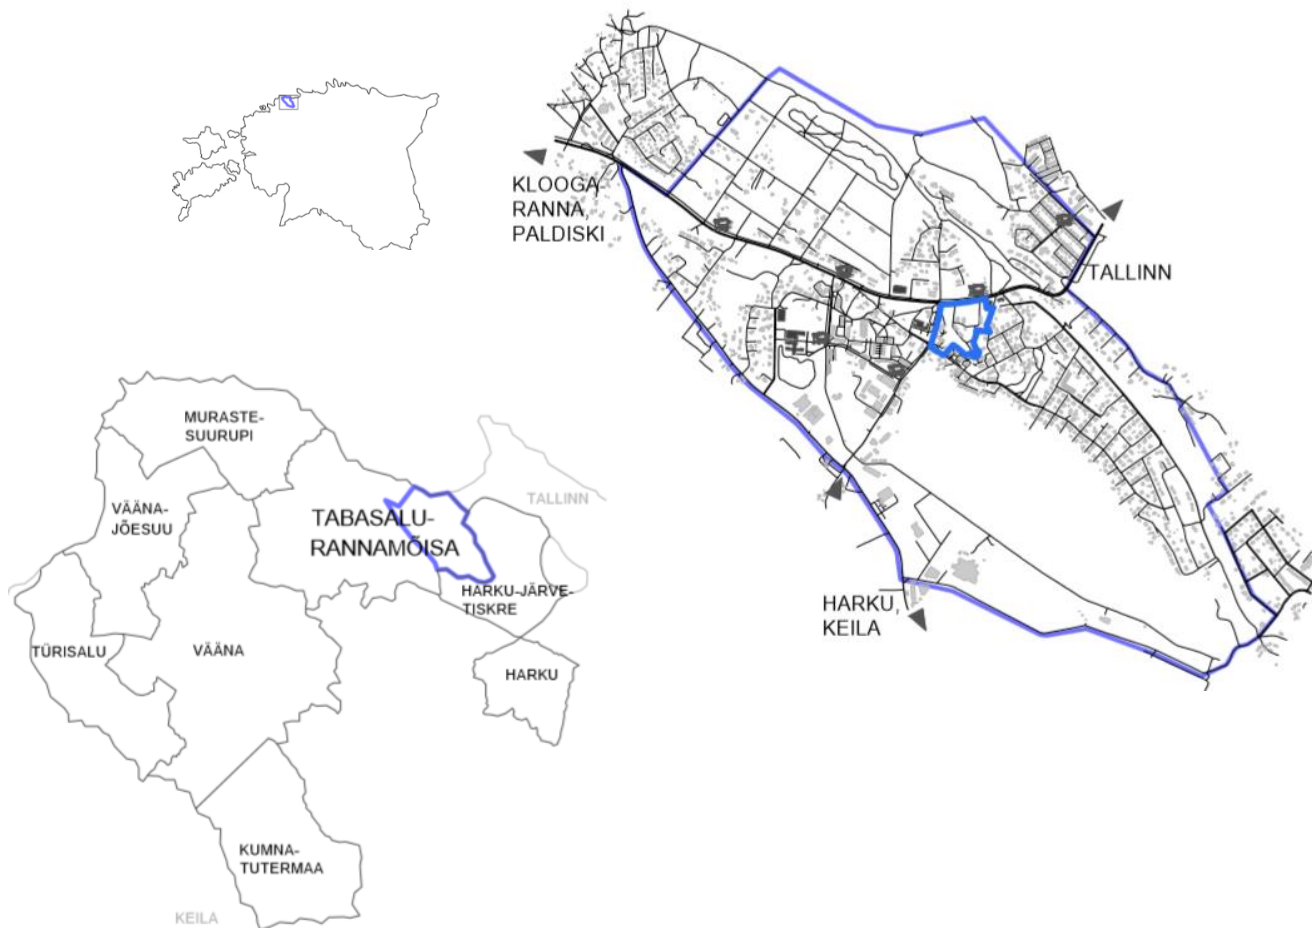 KLOOGA
RANNA,
PALDISKI
TALLINN
HARKU,
KEILA
MURASTE-
SUURUPI
VÄÄNA-
JÕESUU
TALLINN
TABASALU-
RANNAMÕISA
HARKU-JÄRVE-
TISKRE
TÜRISALU
VÄÄNA
HARKU
KUMNA-
TUTERMAA
KEILA